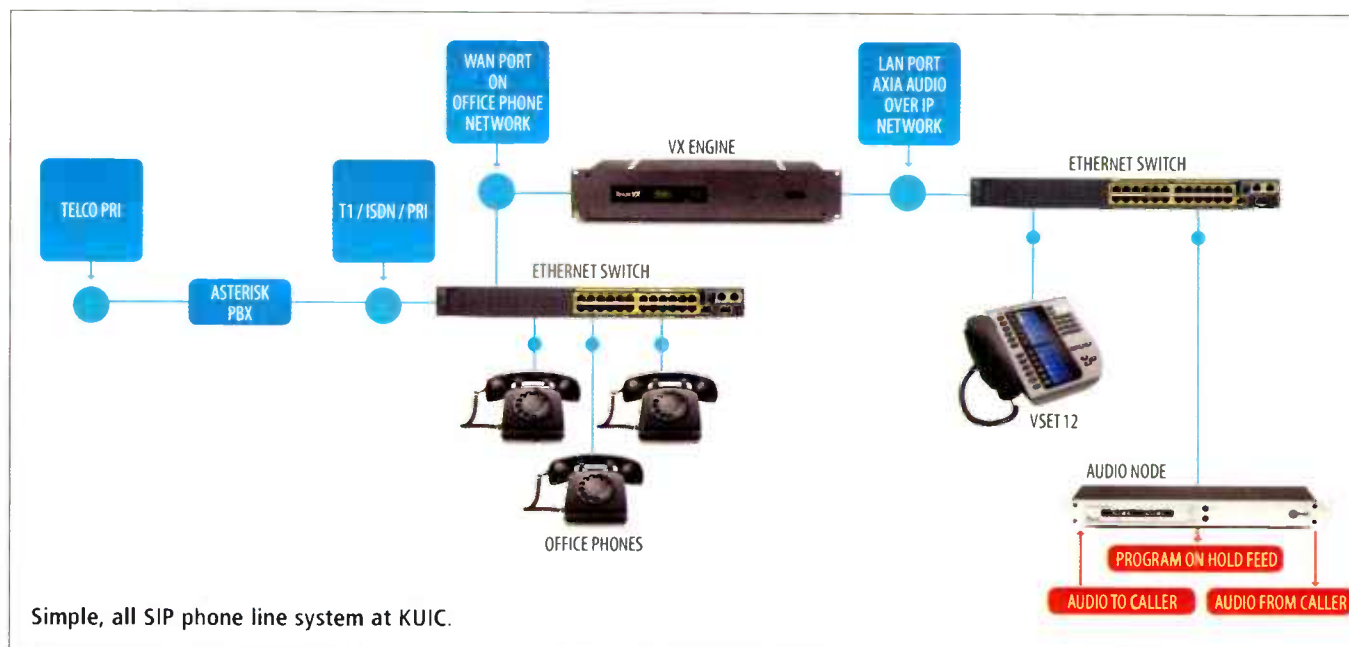 WAN PORT
ON
OFFICE PHONE
NETWORK
LAN PORT
AXIA AUDIO
OVER IP
NETWORK
VX ENGINE
ETHERNET SWITCH
TELCO PRI
T1 / ISDN / PRI
ASTERISK
PBX
ETHERNET SWITCH
VSET 12
AUDIO NODE
OFFICE PHONES
PROGRAM ON HOLD FEED
AUDIO TO CALLER
AUDIO FROM CALLER
Simple, all SIP phone line system at KUIC.